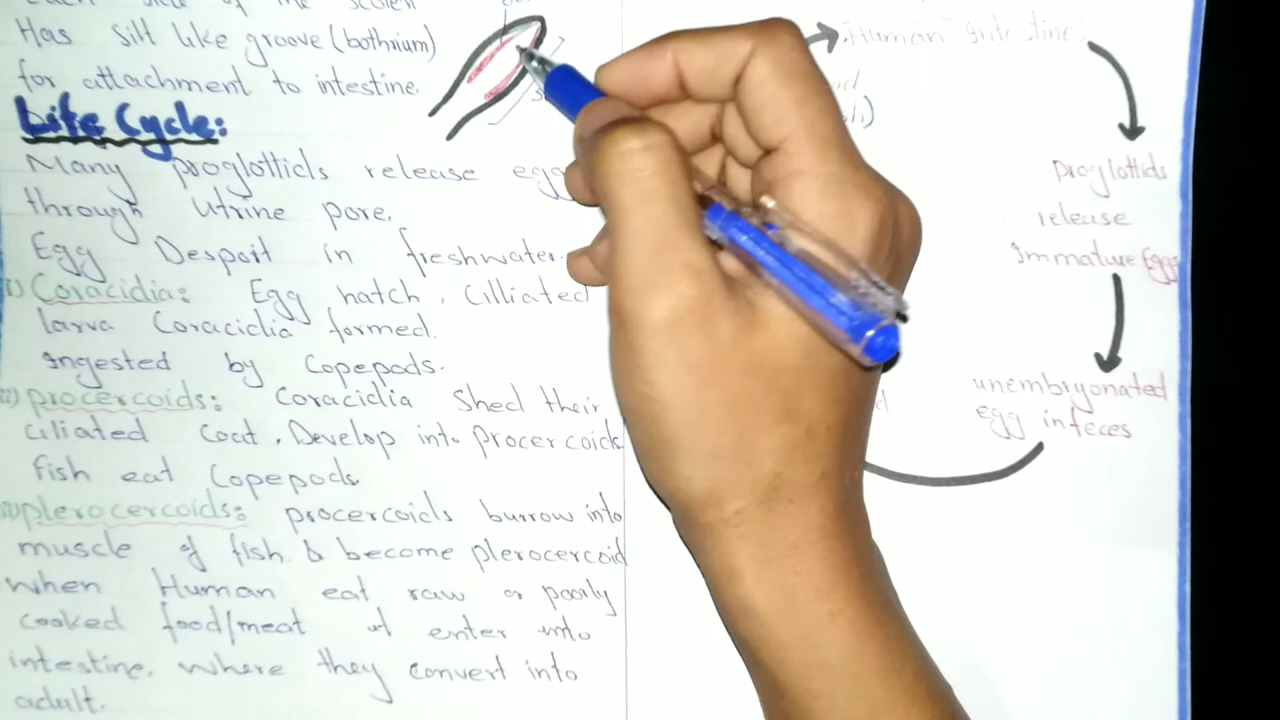 Has silt like groove (bothrium)
for attachment to intestine.
Life Cycle:
Many proglottids release egg
through Utrine pore.
Egg Desposit in freshwater.
i) Coracidia: Egg hatch, Cilliated
larva Coracidia formed.
Ingested by Copepods.
ii) procercoids: Coracidia Shed their
ciliated Coat. Develop into procercoids
fish eat Copepods.
plerocercoids: procercoids burrow into
muscle of fish & become plerocercoid
when Human eat raw or poorly
cooked food/meat it enter into
intestine, where they convert into
adult.
Human Intestine
proglottids
release
Immature Eggs
unembryonated
egg in feces